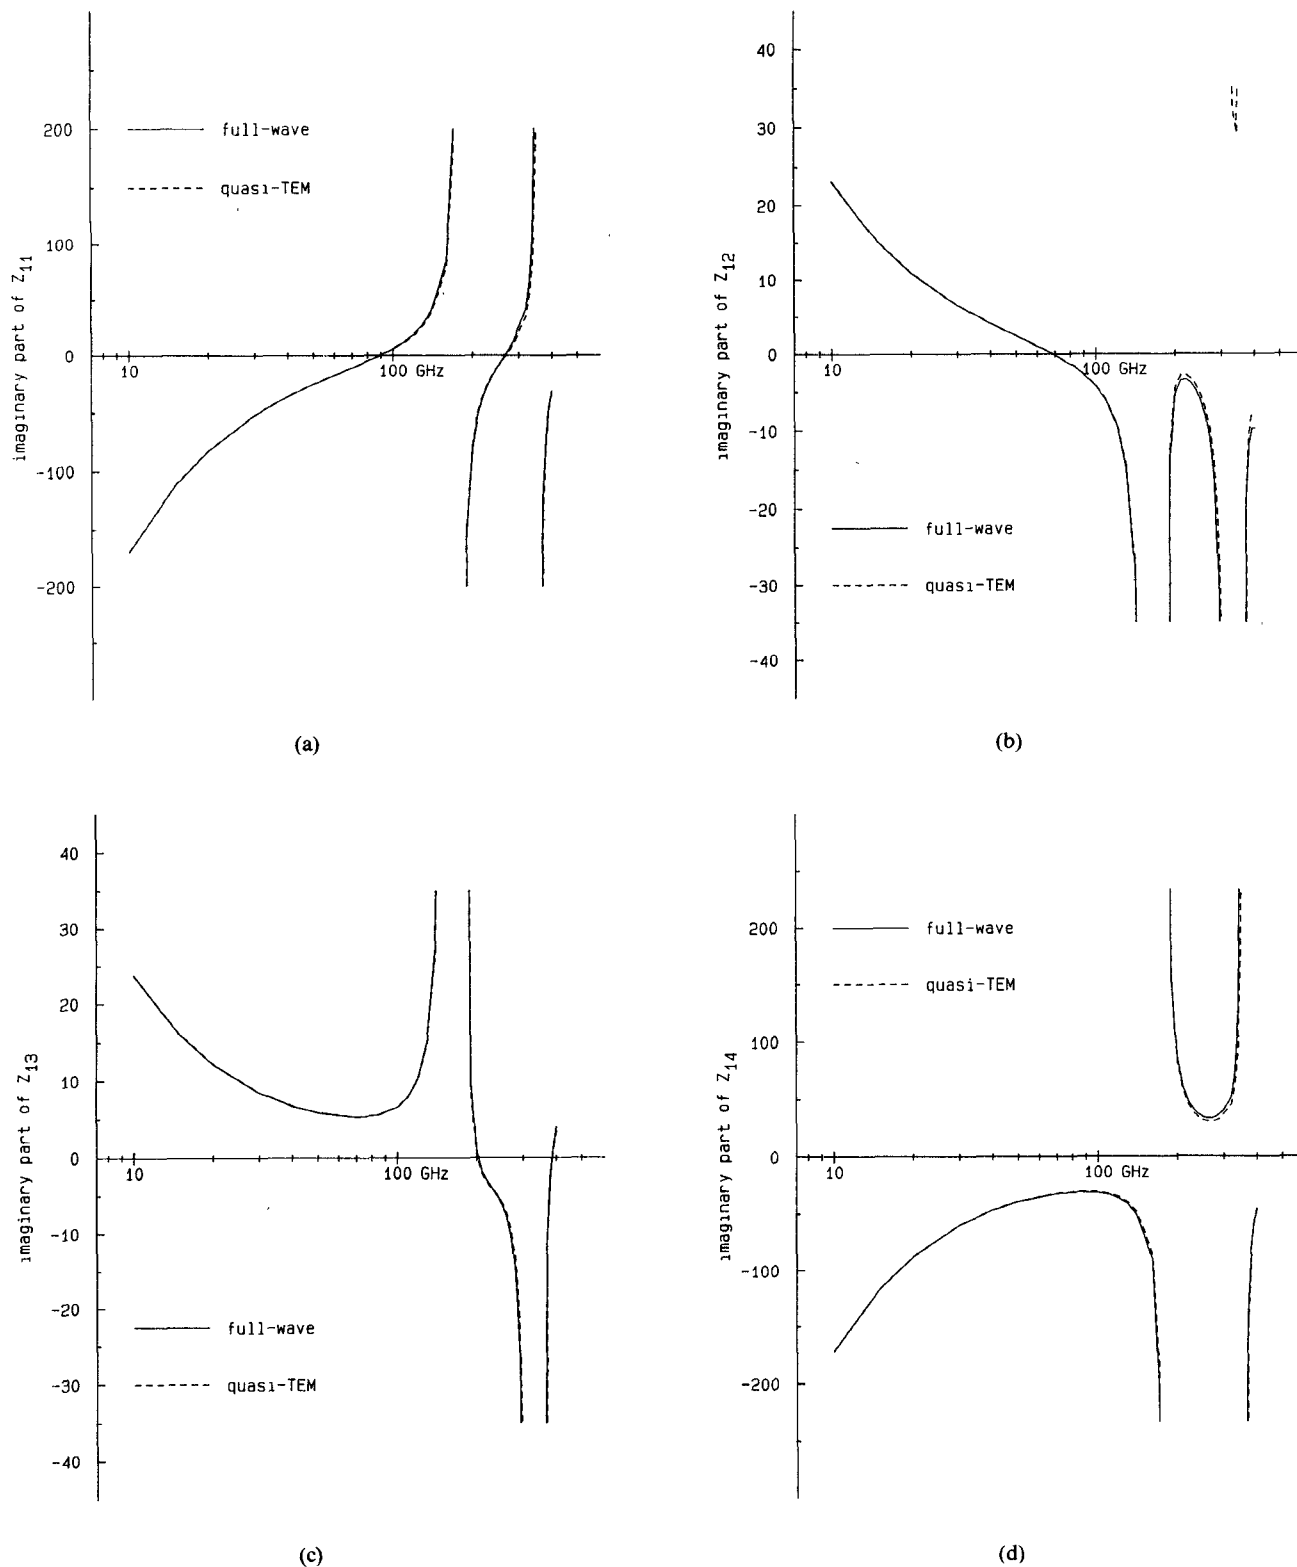 200
100
0
-100
-200
10
100 GHz
full-wave
quasi-TEM
imaginary part of Z11
(a)
40
30
20
10
0
-10
-20
-30
-40
10
100 GHz
full-wave
quasi-TEM
imaginary part of Z12
(b)
40
30
20
10
0
-10
-20
-30
-40
10
100 GHz
full-wave
quasi-TEM
imaginary part of Z13
(c)
200
100
0
-100
-200
10
100 GHz
full-wave
quasi-TEM
imaginary part of Z14
(d)